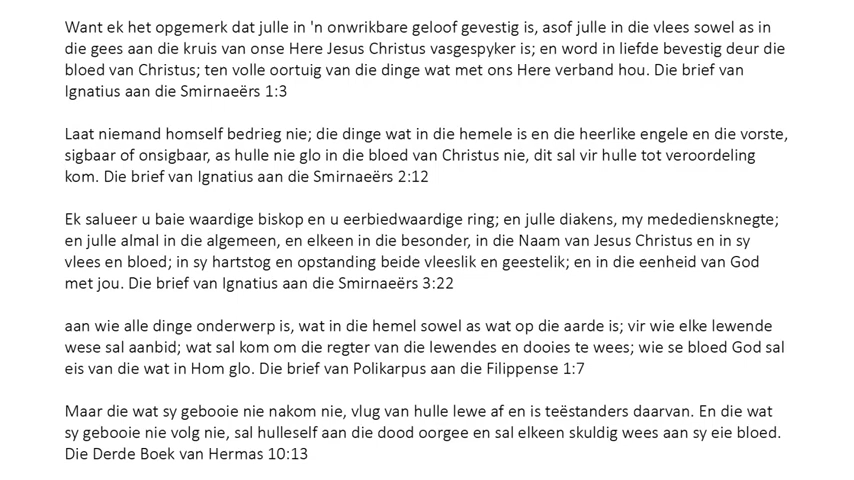 Want ek het opgemerk dat julle in 'n onwrikbare geloof gevestig is, asof julle in die vlees sowel as in
die gees aan die kruis van onse Here Jesus Christus vasgespyker is; en word in liefde bevestig deur die
bloed van Christus; ten volle oortuig van die dinge wat met ons Here verband hou. Die brief van
Ignatius aan die Smirnaeërs 1:3
Laat niemand homself bedrieg nie; die dinge wat in die hemele is en die heerlike engele en die vorste,
sigbaar of onsigbaar, as hulle nie glo in die bloed van Christus nie, dit sal vir hulle tot veroordeling
kom. Die brief van Ignatius aan die Smirnaeërs 2:12
Ek salueer u baie waardige biskop en u eerbiedwaardige ring; en julle diakens, my mededienskneg­te;
en julle almal in die algemeen, en elkeen in die besonder, in die Naam van Jesus Christus en in sy
vlees en bloed; in sy hartstog en opstanding beide vleeslik en geestelik; en in die eenheid van God
met jou. Die brief van Ignatius aan die Smirnaeërs 3:22
aan wie alle dinge onderwerp is, wat in die hemel sowel as wat op die aarde is; vir wie elke lewende
wese sal aanbid; wat sal kom om die regter van die lewendes en dooies te wees; wie se bloed God sal
eis van die wat in Hom glo. Die brief van Polikarpus aan die Filippense 1:7
Maar die wat sy gebooie nie nakom nie, vlug van hulle lewe af en is teëstanders daarvan. En die wat
sy gebooie nie volg nie, sal hulleself aan die dood oorgee en sal elkeen skuldig wees aan sy eie bloed.
Die Derde Boek van Hermas 10:13